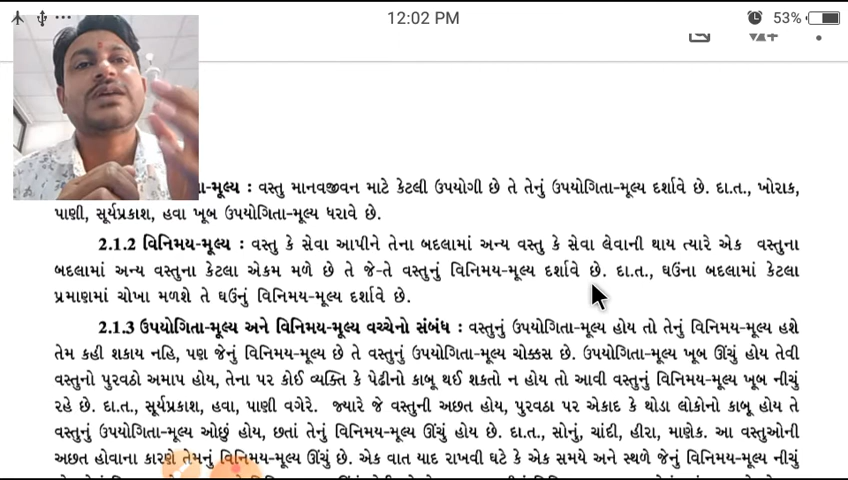 12:02 PM
53%
તા-મૂલ્ય : વસ્તુ માનવજીવન માટે કેટલી ઉપયોગી છે તે તેનું ઉપયોગિતા-મૂલ્ય દર્શાવે છે. દા.ત., ખોરાક,
પાણી, સૂર્યપ્રકાશ, હવા ખૂબ ઉપયોગિતા-મૂલ્ય ધરાવે છે.
2.1.2 વિનિમય-મૂલ્ય : વસ્તુ કે સેવા આપીને તેના બદલામાં અન્ય વસ્તુ કે સેવા લેવાની થાય ત્યારે એક વસ્તુના
બદલામાં અન્ય વસ્તુના કેટલા એકમ મળે છે તે જે-તે વસ્તુનું વિનિમય-મૂલ્ય દર્શાવે છે. દા.ત., ઘઉંના બદલામાં કેટલા
પ્રમાણમાં ચોખા મળશે તે ઘઉંનું વિનિમય-મૂલ્ય દર્શાવે છે.
2.1.3 ઉપયોગિતા-મૂલ્ય અને વિનિમય-મૂલ્ય વચ્ચેનો સંબંધ : વસ્તુનું ઉપયોગિતા-મૂલ્ય હોય તો તેનું વિનિમય-મૂલ્ય હશે
તેમ કહી શકાય નહિ, પણ જેનું વિનિમય-મૂલ્ય છે તે વસ્તુનું ઉપયોગિતા-મૂલ્ય ચોક્કસ છે. ઉપયોગિતા-મૂલ્ય ખૂબ ઊંચું હોય તેવી
વસ્તુનો પુરવઠો અમાપ હોય, તેના પર કોઈ વ્યક્તિ કે પેઢીનો કાબૂ થઈ શકતો ન હોય તો આવી વસ્તુનું વિનિમય-મૂલ્ય ખૂબ નીચું
રહે છે. દા.ત., સૂર્યપ્રકાશ, હવા, પાણી વગેરે. જ્યારે જે વસ્તુની અછત હોય, પુરવઠા પર એકાદ કે થોડા લોકોનો કાબૂ હોય તે
વસ્તુનું ઉપયોગિતા-મૂલ્ય ઓછું હોય, છતાં તેનું વિનિમય-મૂલ્ય ઊંચું હોય છે. દા.ત., સોનું, ચાંદી, હીરા, માણેક. આ વસ્તુઓની
અછત હોવાના કારણે તેમનું વિનિમય-મૂલ્ય ઊંચું છે. એક વાત યાદ રાખવી ઘટે કે એક સમયે અને સ્થળે જેનું વિનિમય-મૂલ્ય નીચું